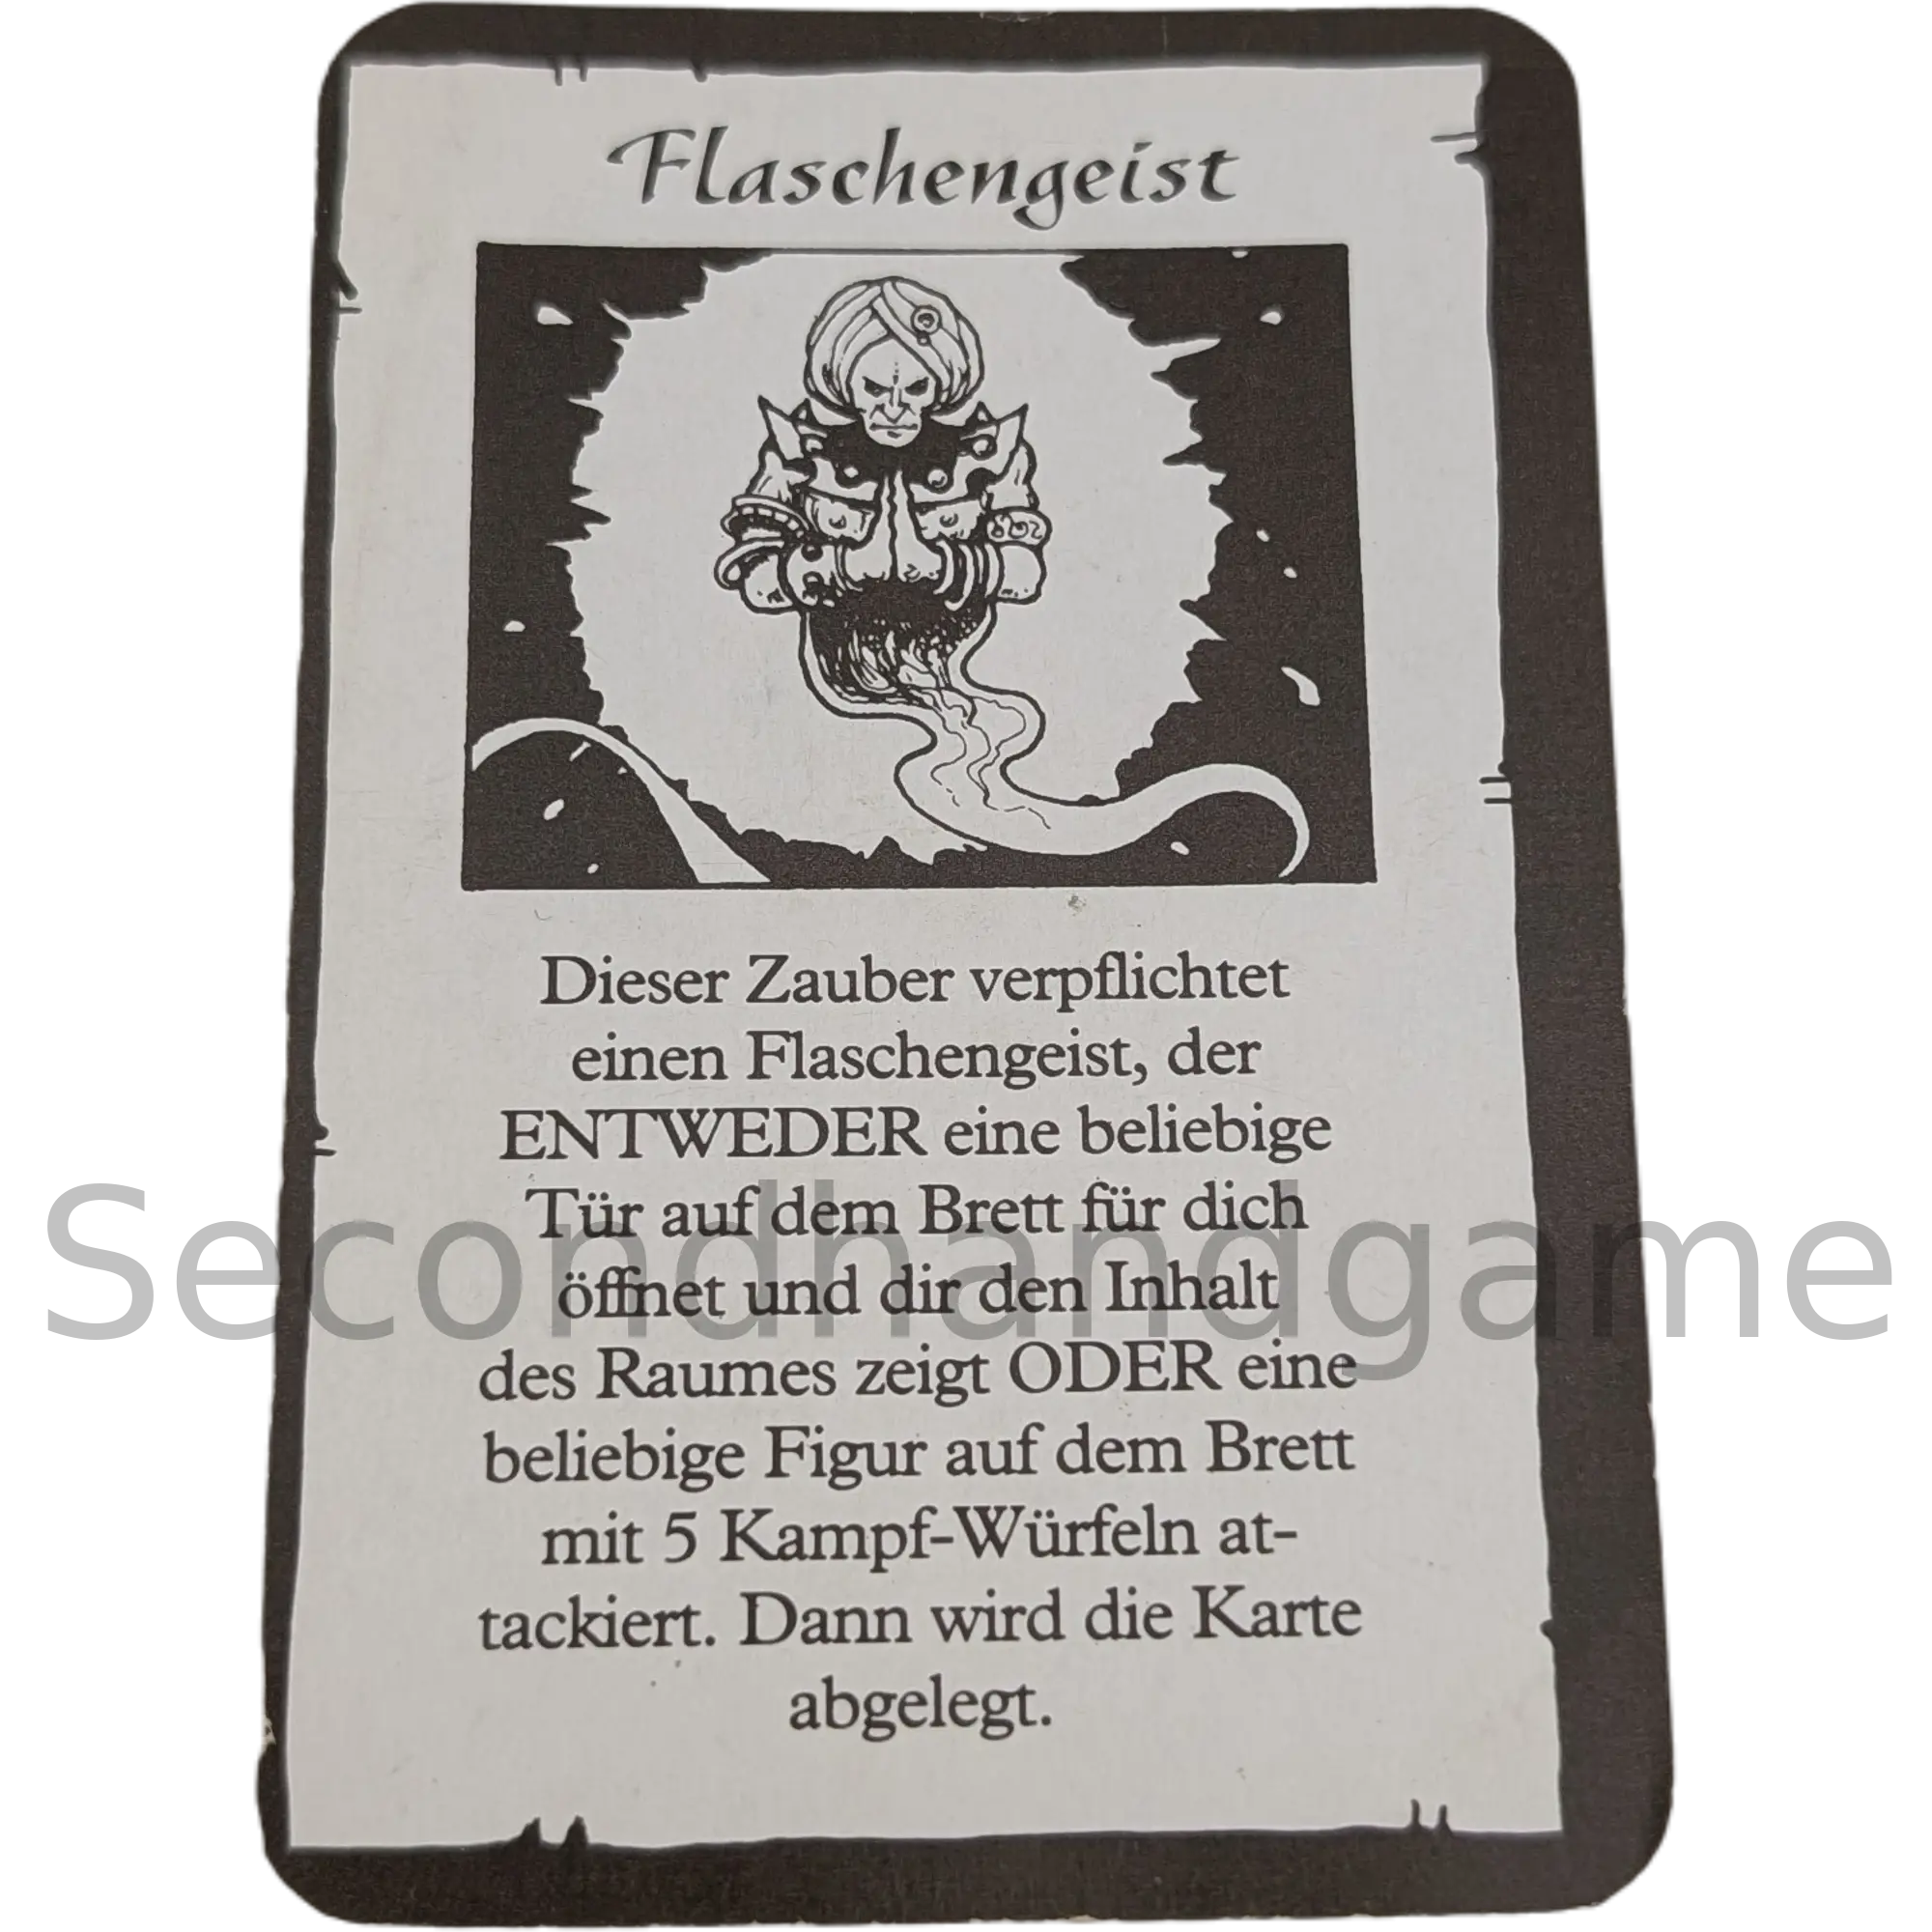 Flaschengeist
Dieser Zauber verpflichtet
einen Flaschengeist, der
ENTWEDER eine beliebige
Tür auf dem Brett für dich
öffnet und dir den Inhalt
des Raumes zeigt ODER eine
beliebige Figur auf dem Brett
mit 5 Kampf-Würfeln at-
tackiert. Dann wird die Karte
abgelegt.
Secondhandgame